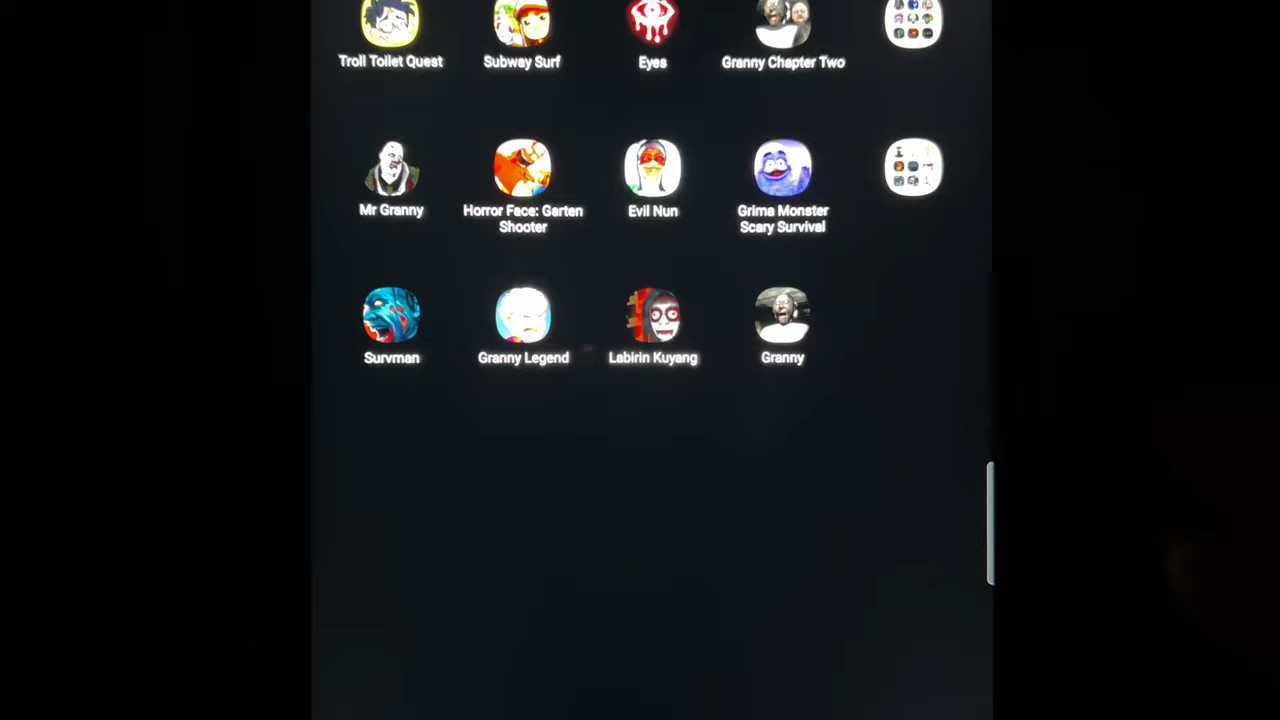 Troll Toilet Quest
Subway Surf
Eyes
Granny Chapter Two
Mr Granny
Horror Face: Garten
Shooter
Evil Nun
Grima Monster
Scary Survival
Survman
Granny Legend
Labirin Kuyang
Granny